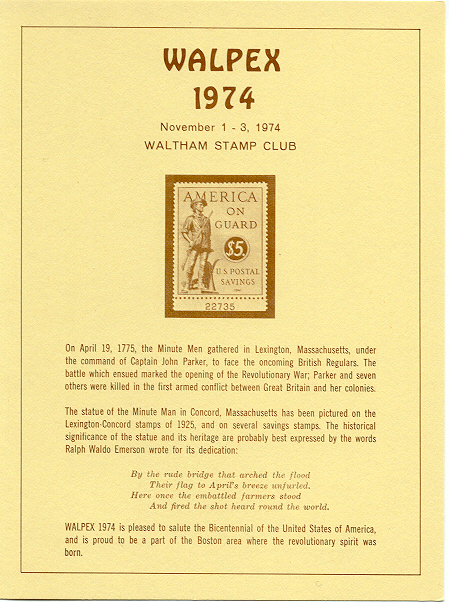 WALPEX
1974
November 1 - 3, 1974
WALTHAM STAMP CLUB
AMERICA
ON
GUARD
$5.
U S POSTAL
SAVINGS
22735
On April 19, 1775, the Minute Men gathered in Lexington, Massachusetts, under
the command of Captain John Parker, to face the oncoming British Regulars. The
battle which ensued marked the opening of the Revolutionary War; Parker and seven
others were killed in the first armed conflict between Great Britain and her colonies.
The statue of the Minute Man in Concord, Massachusetts has been pictured on the
Lexington-Concord stamps of 1925, and on several savings stamps. The historical
significance of the statue and its heritage are probably best expressed by the words
Ralph Waldo Emerson wrote for its dedication:
By the rude bridge that arched the flood
Their flag to April's breeze unfurled,
Here once the embattled farmers stood
And fired the shot heard round the world.
WALPEX 1974 is pleased to salute the Bicentennial of the United States of America,
and is proud to be a part of the Boston area where the revolutionary spirit was
born.